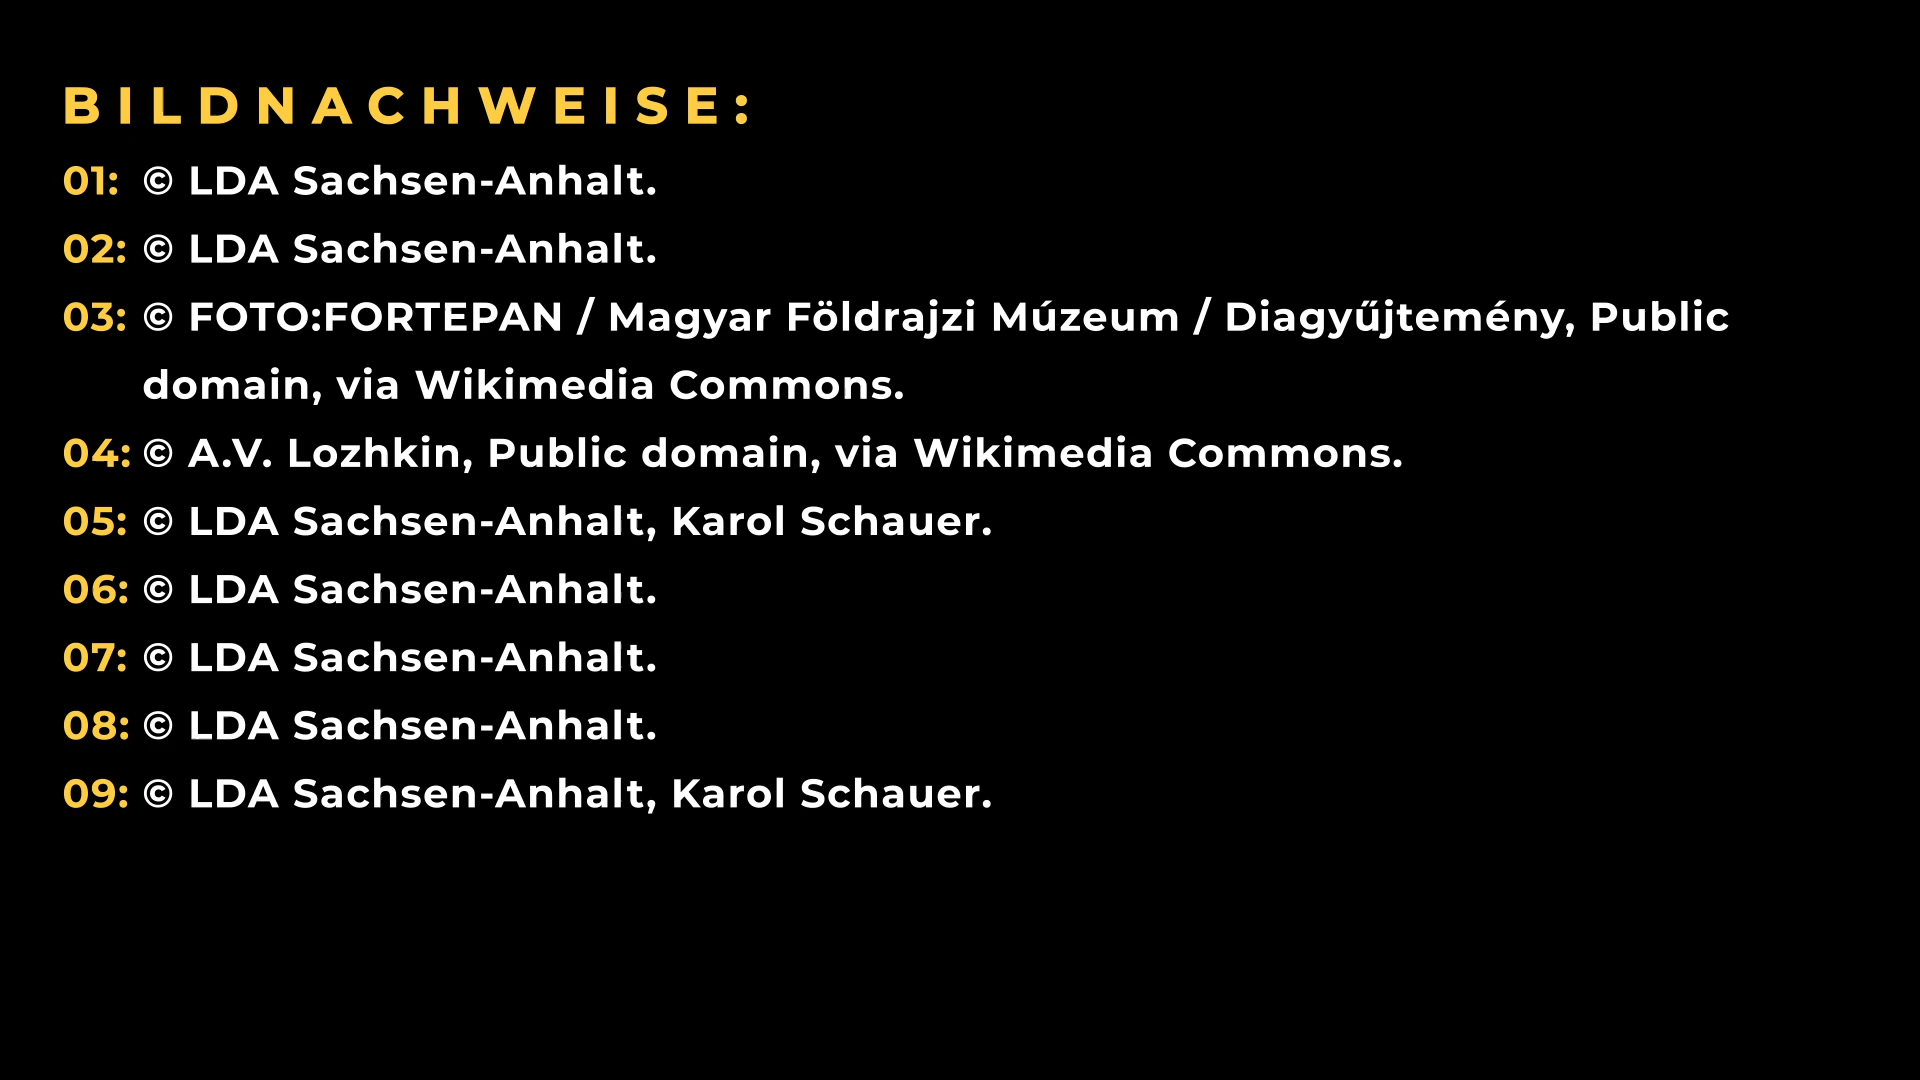 BILDNACHWEISE:
01: © LDA Sachsen-Anhalt.
02: © LDA Sachsen-Anhalt.
03: © FOTO:FORTEPAN / Magyar Földrajzi Múzeum / Diagyűjtemény, Public
domain, via Wikimedia Commons.
04: © A.V. Lozhkin, Public domain, via Wikimedia Commons.
05: © LDA Sachsen-Anhalt, Karol Schauer.
06: © LDA Sachsen-Anhalt.
07: © LDA Sachsen-Anhalt.
08: © LDA Sachsen-Anhalt.
09: © LDA Sachsen-Anhalt, Karol Schauer.